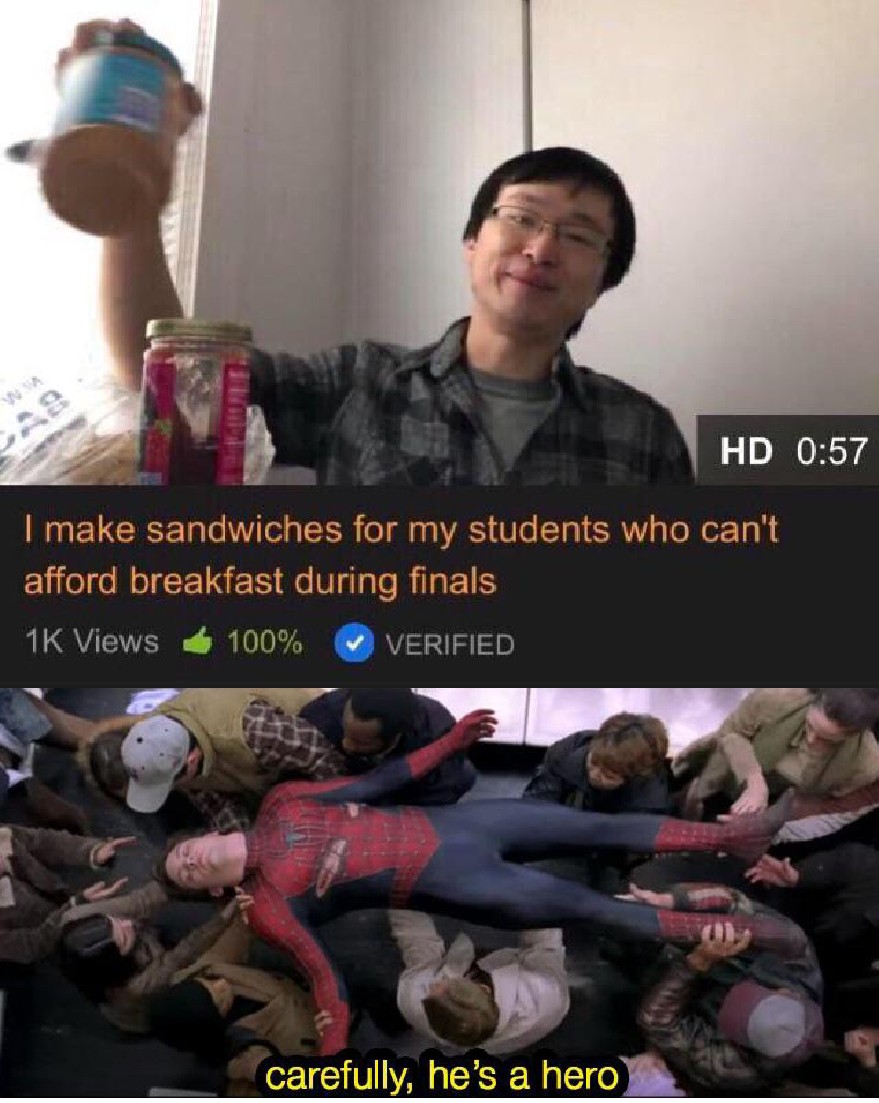 HD 0:57
I make sandwiches for my students who can't
afford breakfast during finals
1K Views 100% VERIFIED
carefully, he's a hero